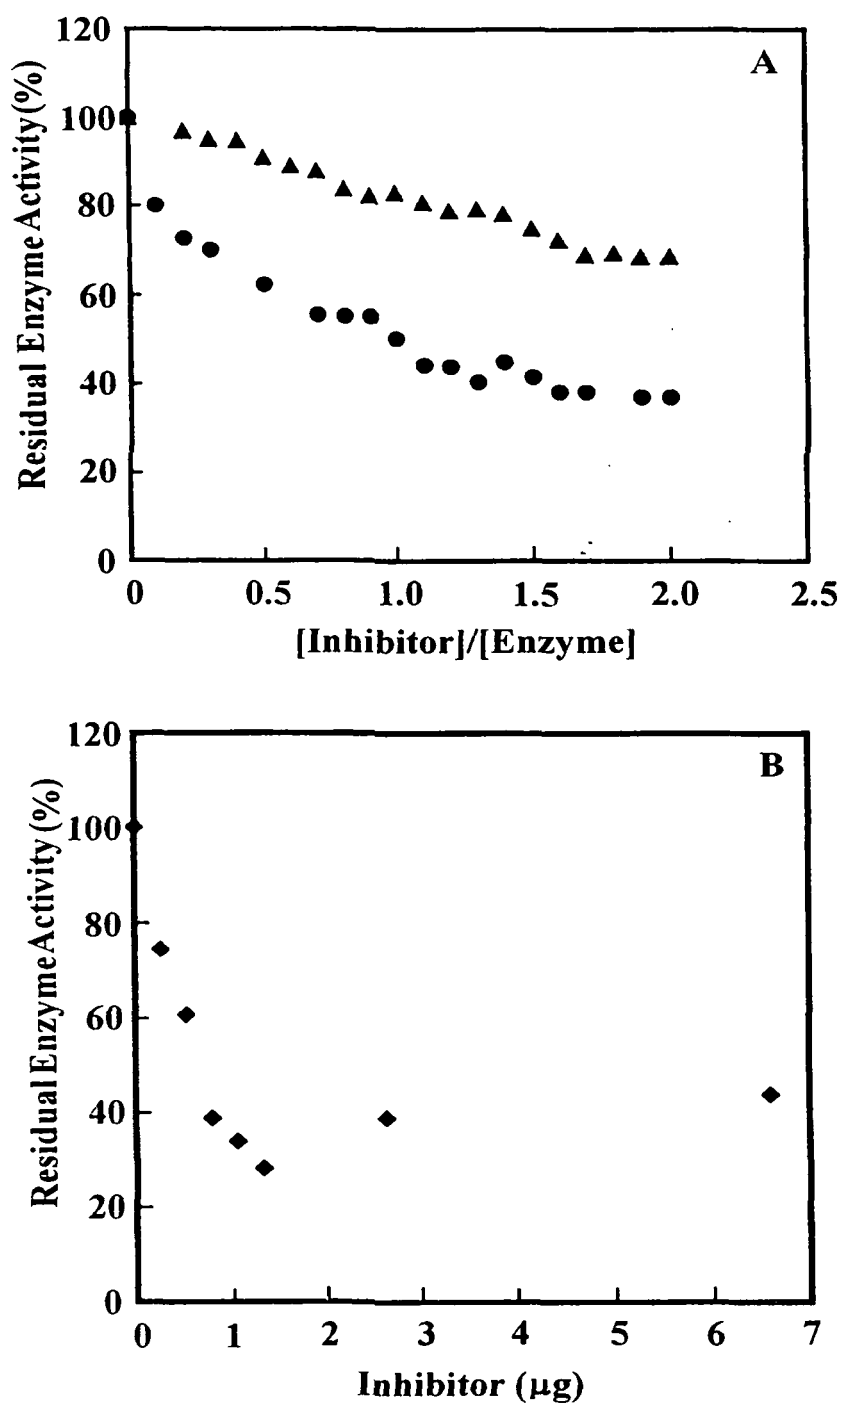 120
A
100
80
60
40
20
0
Residual Enzyme Activity (%)
0 0.5 1.0 1.5 2.0 2.5
[Inhibitor]/[Enzyme]
120
B
100
80
60
40
20
0
Residual Enzyme Activity (%)
0 1 2 3 4 5 6 7
Inhibitor (μg)